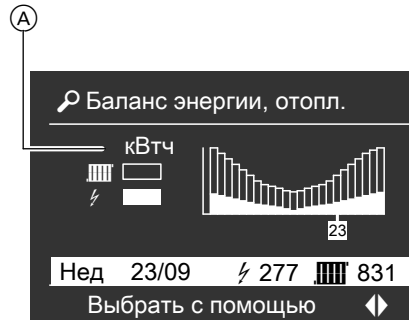 A
Баланс энергии, отопл.
кВтч
23
Нед 23/09 277 831
Выбрать с помощью